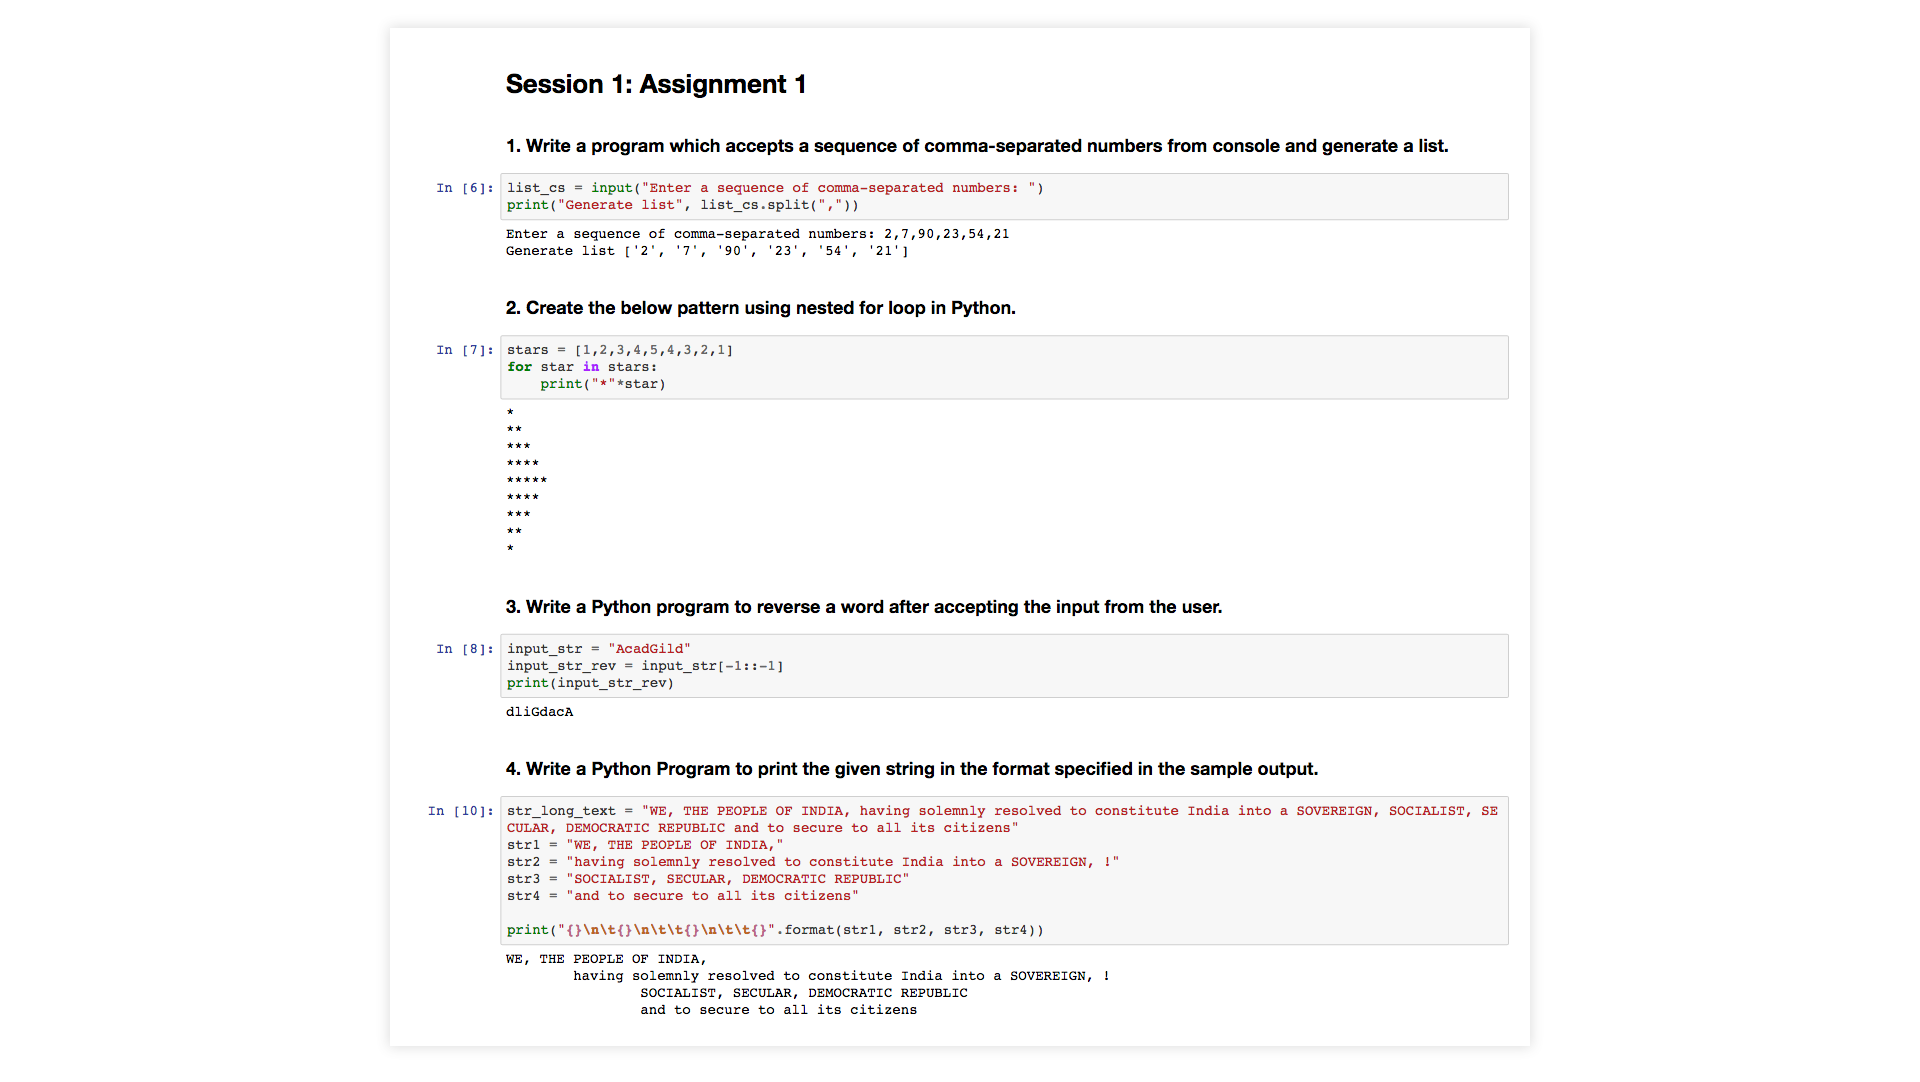 Session 1: Assignment 1
1. Write a program which accepts a sequence of comma-separated numbers from console and generate a list.
In [6]: list_cs = input("Enter a sequence of comma-separated numbers: ")
print("Generate list", list_cs.split(","))
Enter a sequence of comma-separated numbers: 2,7,90,23,54,21
Generate list ['2', '7', '90', '23', '54', '21']
2. Create the below pattern using nested for loop in Python.
In [7]: stars = [1,2,3,4,5,4,3,2,1]
for star in stars:
    print("*"*star)
*
**
***
****
*****
****
***
**
*
3. Write a Python program to reverse a word after accepting the input from the user.
In [8]: input_str = "AcadGild"
input_str_rev = input_str[-1::-1]
print(input_str_rev)
dliGdacA
4. Write a Python Program to print the given string in the format specified in the sample output.
In [10]: str_long_text = "WE, THE PEOPLE OF INDIA, having solemnly resolved to constitute India into a SOVEREIGN, SOCIALIST, SE
CULAR, DEMOCRATIC REPUBLIC and to secure to all its citizens"
str1 = "WE, THE PEOPLE OF INDIA,"
str2 = "having solemnly resolved to constitute India into a SOVEREIGN, !"
str3 = "SOCIALIST, SECULAR, DEMOCRATIC REPUBLIC"
str4 = "and to secure to all its citizens"
print("{}\n\t{}\n\t\t{}\n\t\t{}".format(str1, str2, str3, str4))
WE, THE PEOPLE OF INDIA,
        having solemnly resolved to constitute India into a SOVEREIGN, !
                SOCIALIST, SECULAR, DEMOCRATIC REPUBLIC
                and to secure to all its citizens